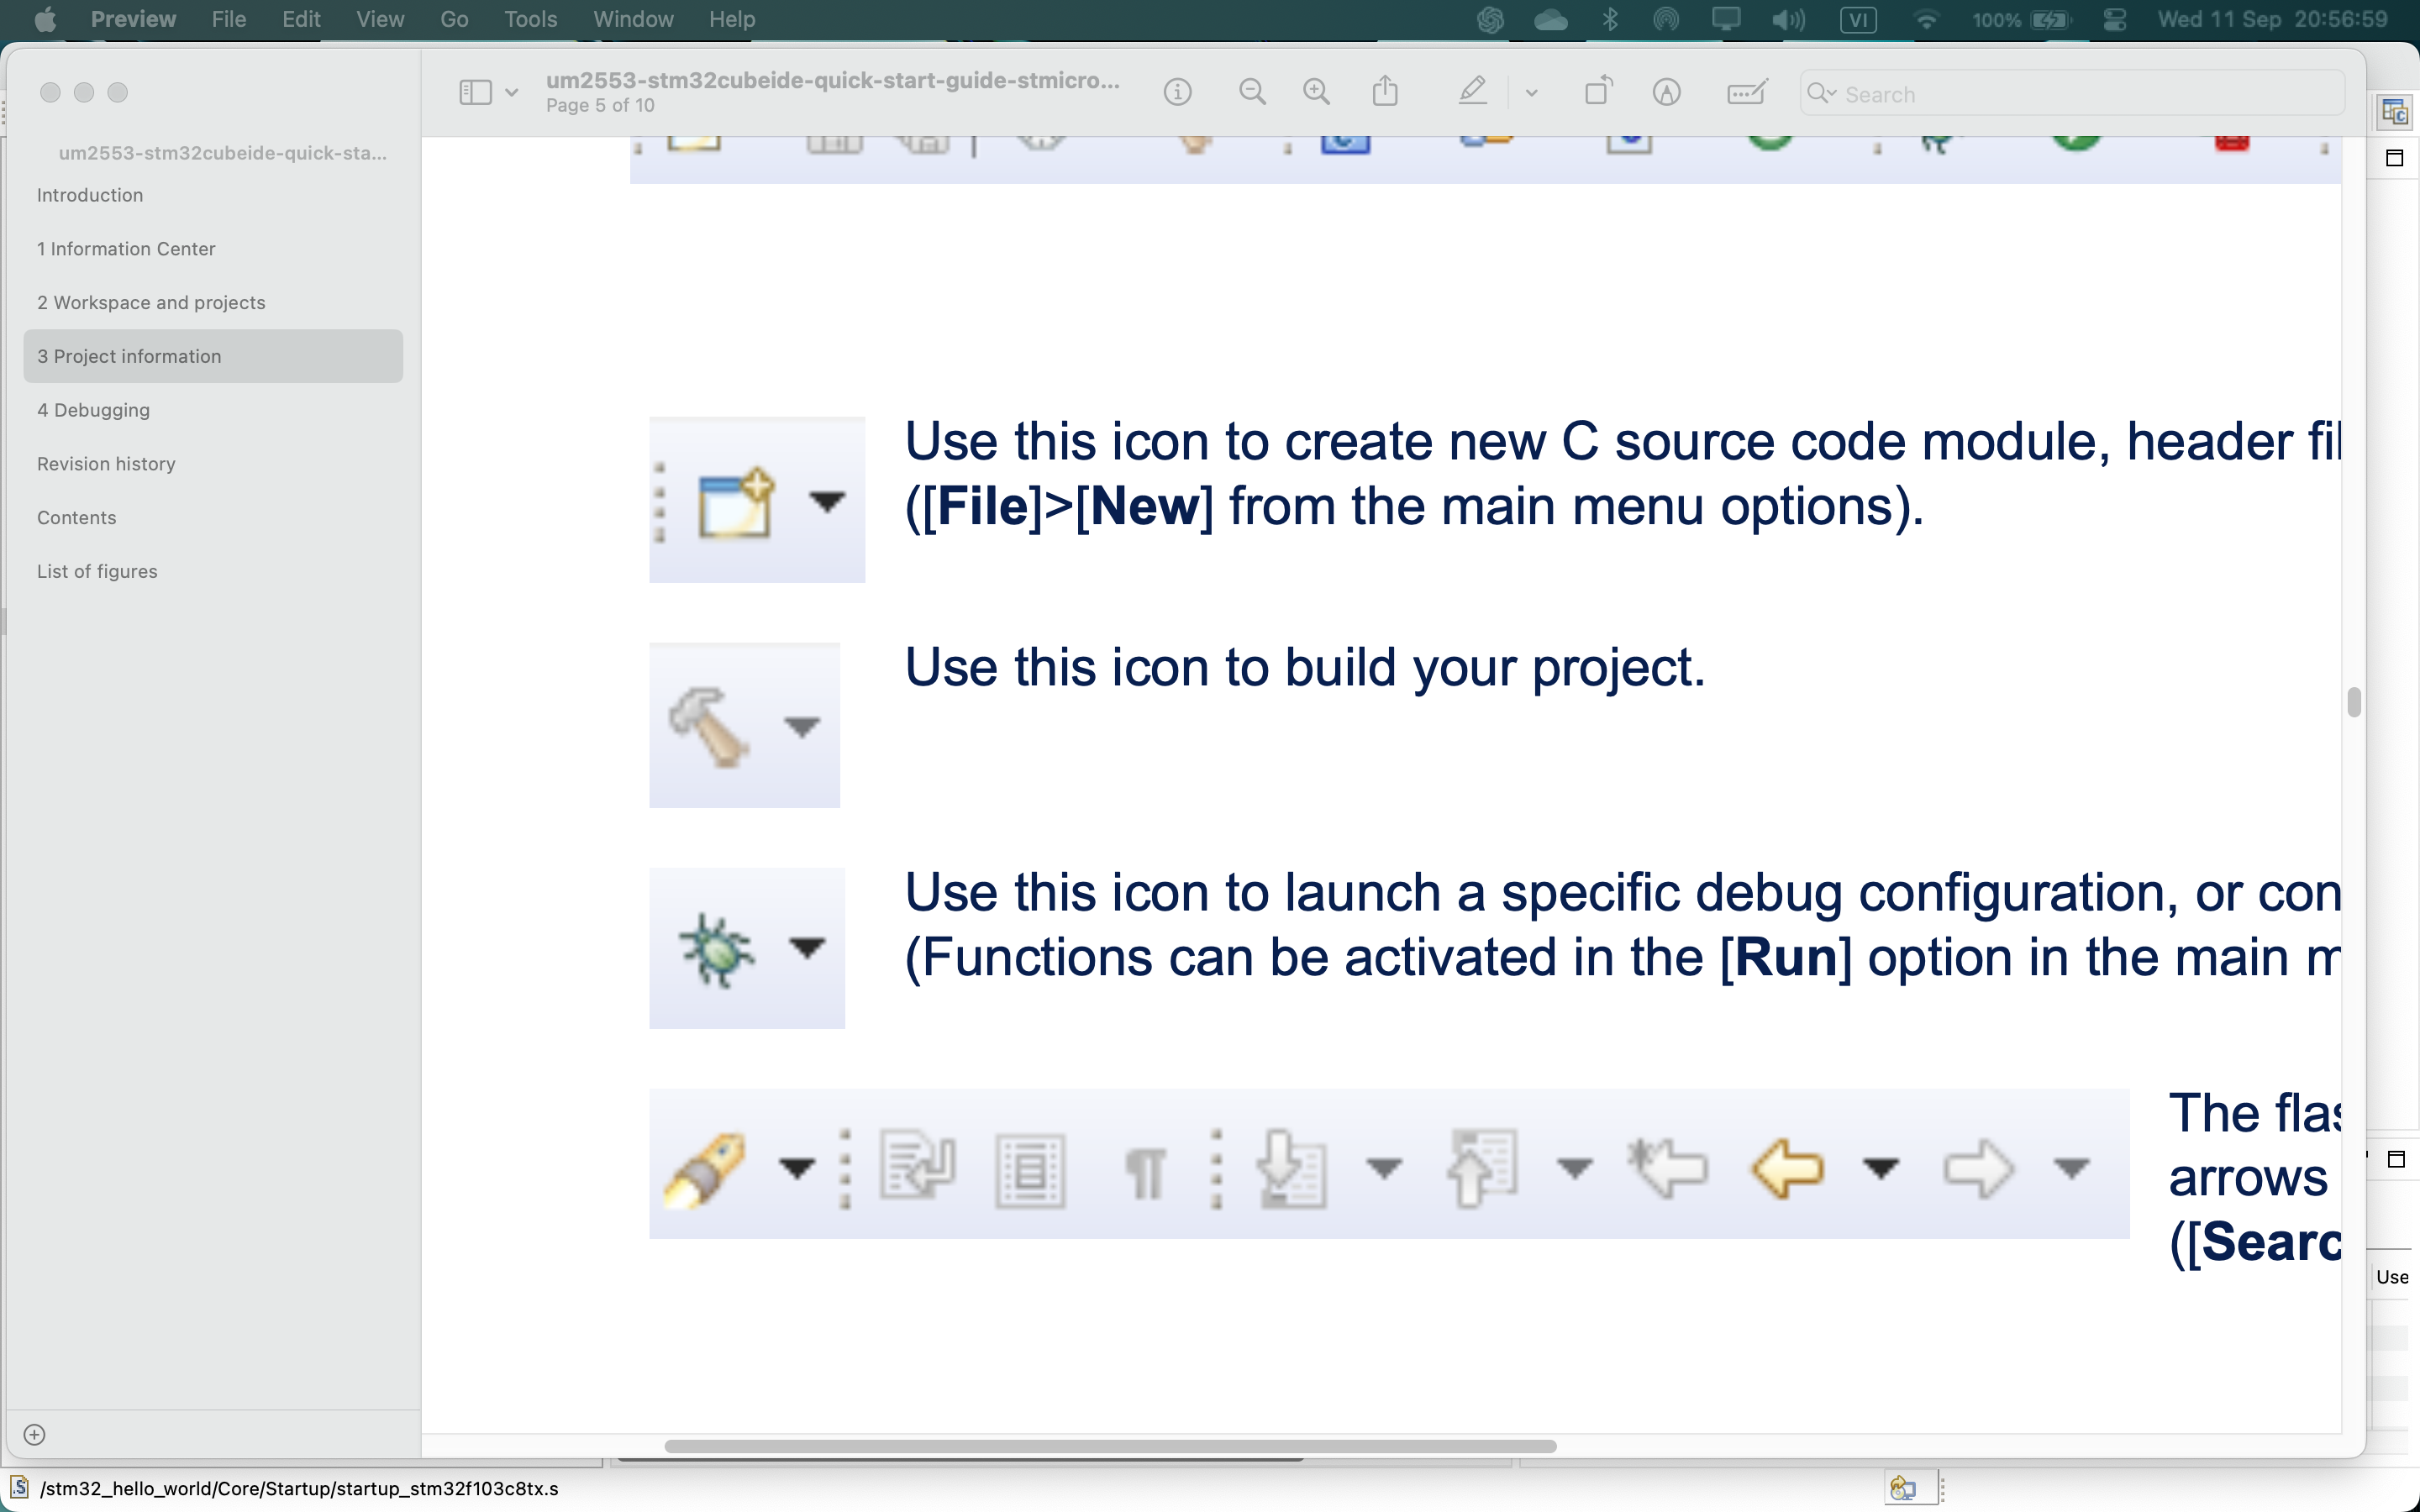 Preview File Edit View Go Tools Window Help VI 100% Wed 11 Sep 20:56:59
um2553-stm32cubeide-quick-start-guide-stmicro...
Page 5 of 10
Search
um2553-stm32cubeide-quick-sta...
Introduction
1 Information Center
2 Workspace and projects
3 Project information
4 Debugging
Revision history
Contents
List of figures
Use this icon to create new C source code module, header fil
([File]>[New] from the main menu options).
Use this icon to build your project.
Use this icon to launch a specific debug configuration, or con
(Functions can be activated in the [Run] option in the main m
The flas
arrows
([Searc
Use
/stm32_hello_world/Core/Startup/startup_stm32f103c8tx.s